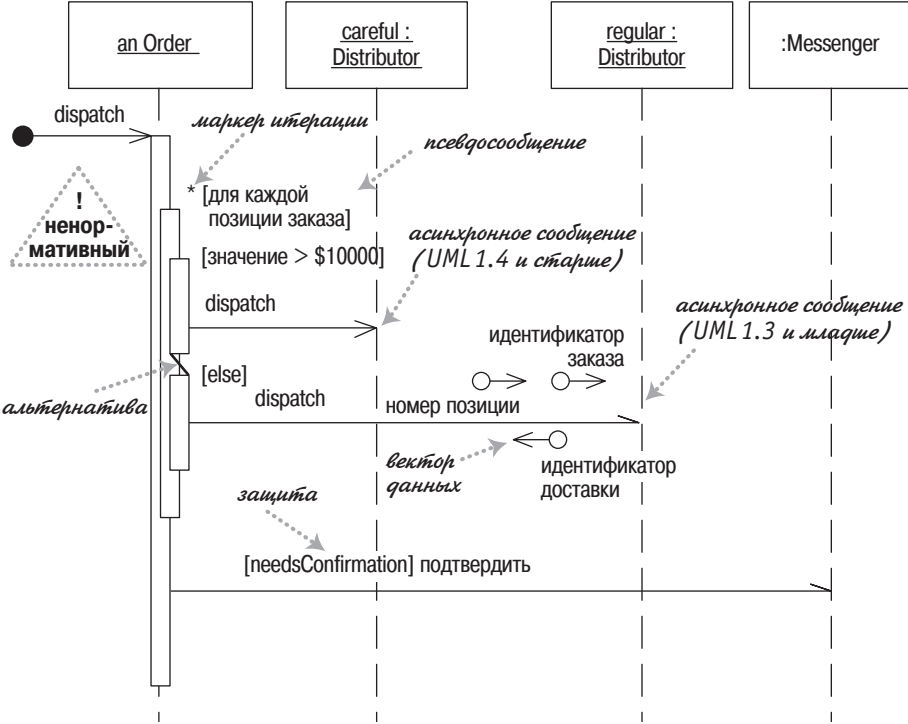 an Order
careful :
Distributor
regular :
Distributor
:Messenger
dispatch
маркер итерации
псевдосообщение
!
ненор-
мативный
* [для каждой
позиции заказа]
[значение > $10000]
асинхронное сообщение
(UML 1.4 и старше)
dispatch
асинхронное сообщение
(UML 1.3 и младше)
идентификатор
заказа
[else]
альтернатива
dispatch
номер позиции
вектор
данных
идентификатор
доставки
защита
[needsConfirmation] подтвердить